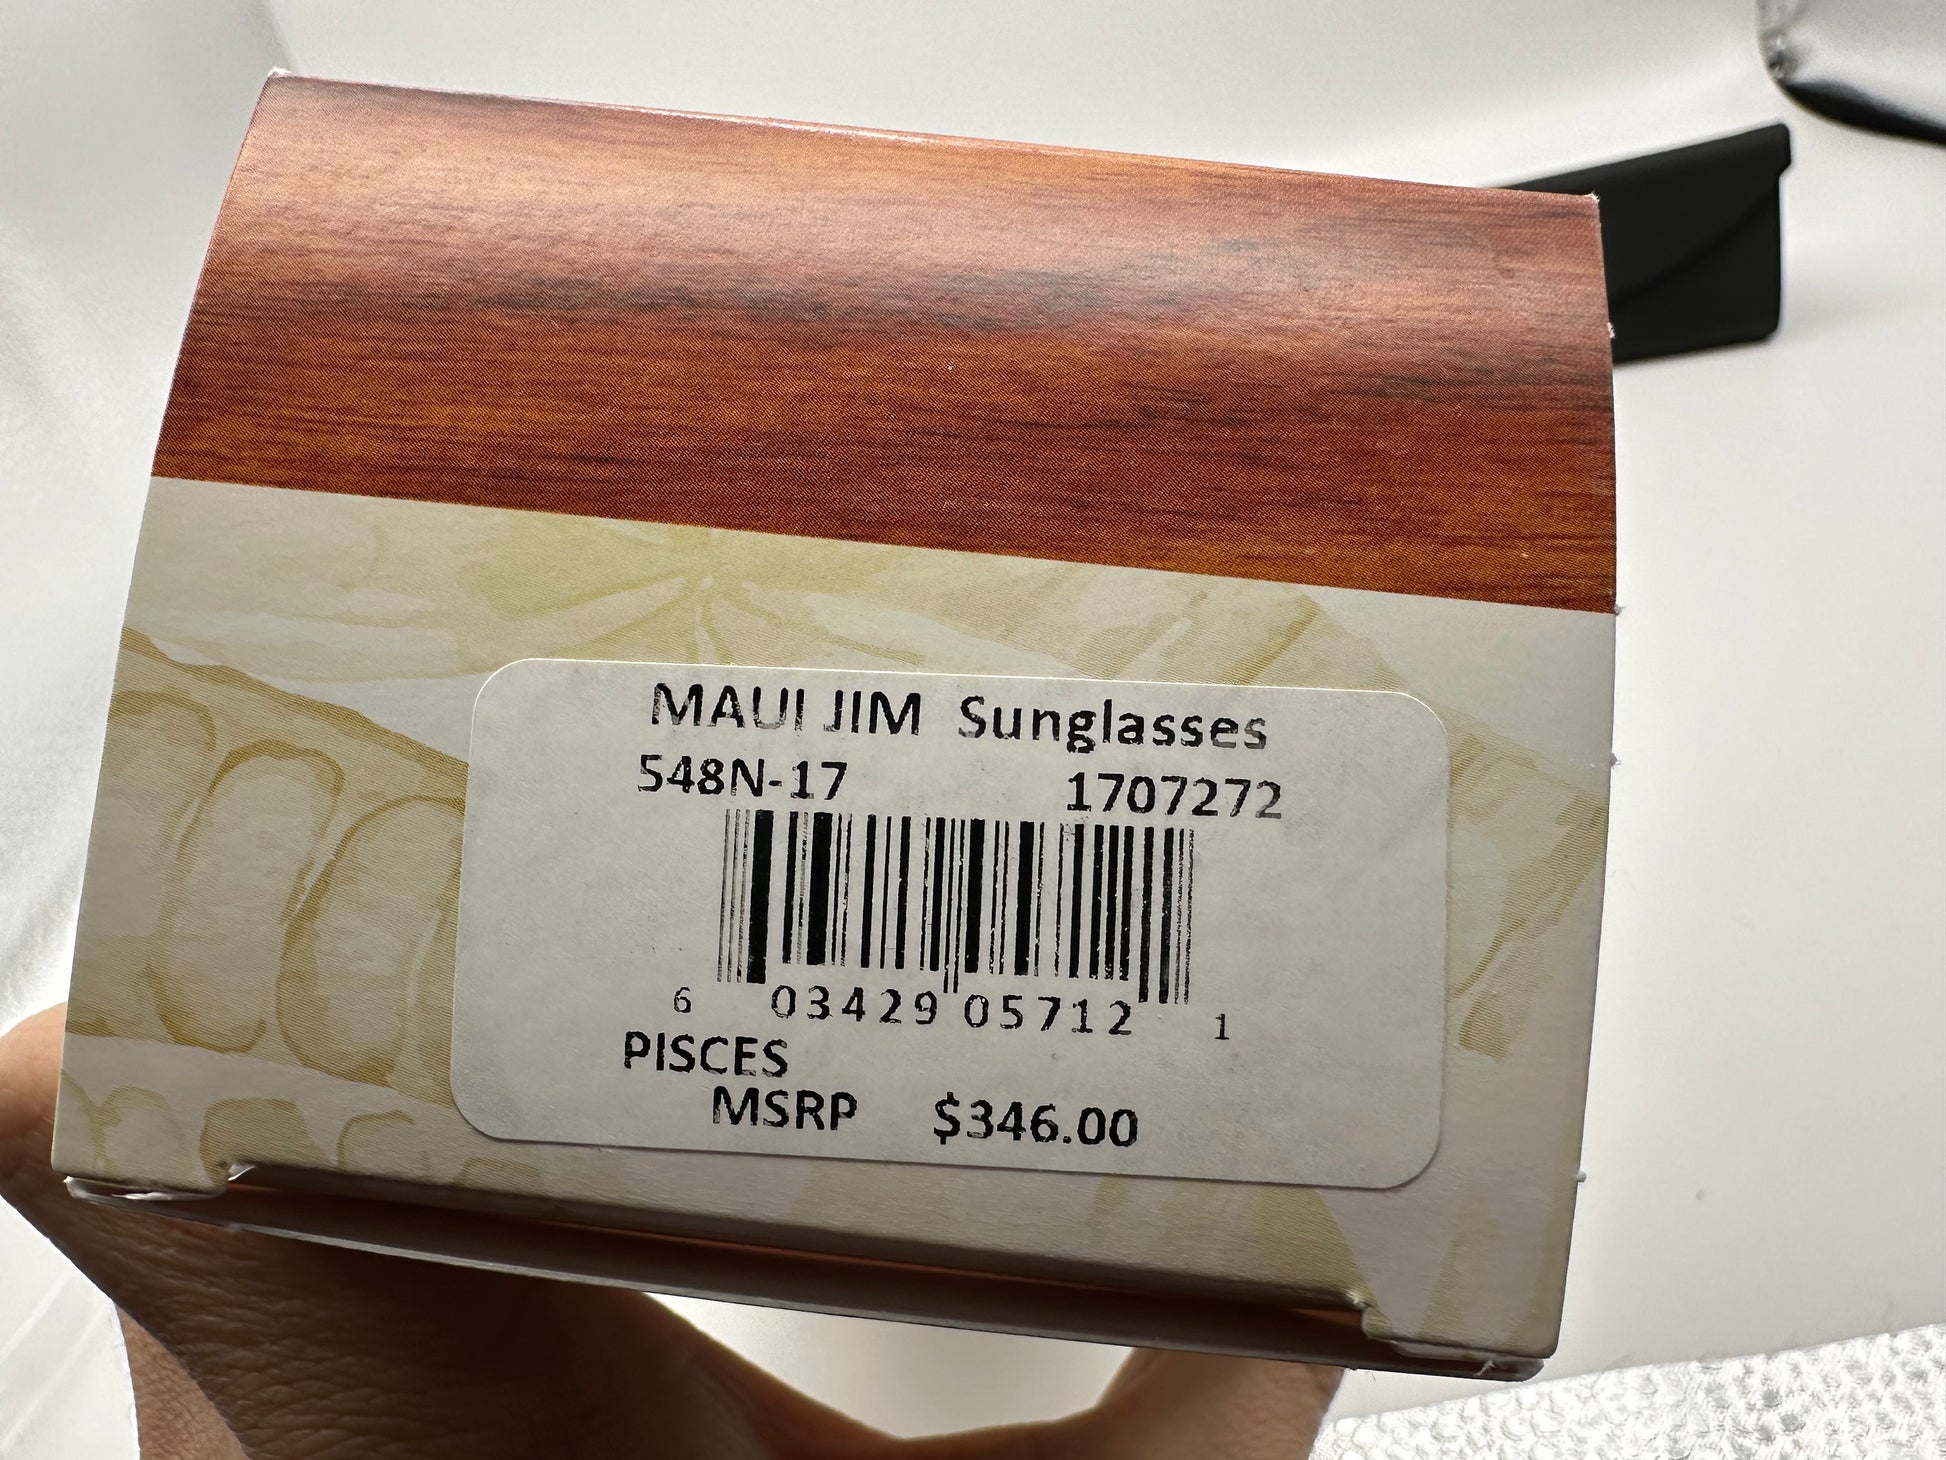 MAUI JIM Sunglasses
548N-17 1707272
6 03429 05712 1
PISCES
MSRP $346.00